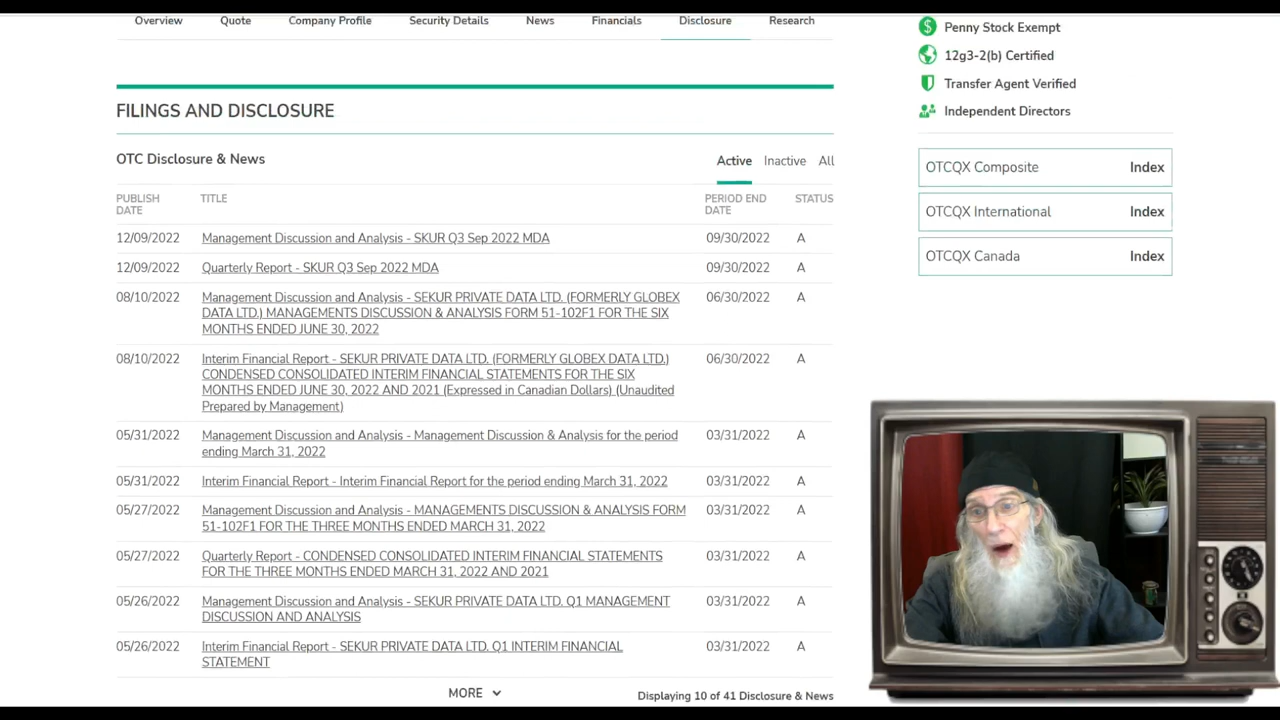 Overview Quote Company Profile Security Details News Financials Disclosure Research
FILINGS AND DISCLOSURE
OTC Disclosure & News
Active Inactive All
PUBLISH DATE TITLE PERIOD END DATE STATUS
12/09/2022 Management Discussion and Analysis - SKUR Q3 Sep 2022 MDA 09/30/2022 A
12/09/2022 Quarterly Report - SKUR Q3 Sep 2022 MDA 09/30/2022 A
08/10/2022 Management Discussion and Analysis - SEKUR PRIVATE DATA LTD. (FORMERLY GLOBEX 06/30/2022 A
DATA LTD.) MANAGEMENTS DISCUSSION & ANALYSIS FORM 51-102F1 FOR THE SIX
MONTHS ENDED JUNE 30, 2022
08/10/2022 Interim Financial Report - SEKUR PRIVATE DATA LTD. (FORMERLY GLOBEX DATA LTD.) 06/30/2022 A
CONDENSED CONSOLIDATED INTERIM FINANCIAL STATEMENTS FOR THE SIX
MONTHS ENDED JUNE 30, 2022 AND 2021 (Expressed in Canadian Dollars) (Unaudited
Prepared by Management)
05/31/2022 Management Discussion and Analysis - Management Discussion & Analysis for the period 03/31/2022 A
ending March 31, 2022
05/31/2022 Interim Financial Report - Interim Financial Report for the period ending March 31, 2022 03/31/2022 A
05/27/2022 Management Discussion and Analysis - MANAGEMENTS DISCUSSION & ANALYSIS FORM 03/31/2022 A
51-102F1 FOR THE THREE MONTHS ENDED MARCH 31, 2022
05/27/2022 Quarterly Report - CONDENSED CONSOLIDATED INTERIM FINANCIAL STATEMENTS 03/31/2022 A
FOR THE THREE MONTHS ENDED MARCH 31, 2022 AND 2021
05/26/2022 Management Discussion and Analysis - SEKUR PRIVATE DATA LTD. Q1 MANAGEMENT 03/31/2022 A
DISCUSSION AND ANALYSIS
05/26/2022 Interim Financial Report - SEKUR PRIVATE DATA LTD. Q1 INTERIM FINANCIAL 03/31/2022 A
STATEMENT
MORE
Displaying 10 of 41 Disclosure & News
Penny Stock Exempt
12g3-2(b) Certified
Transfer Agent Verified
Independent Directors
OTCQX Composite Index
OTCQX International Index
OTCQX Canada Index